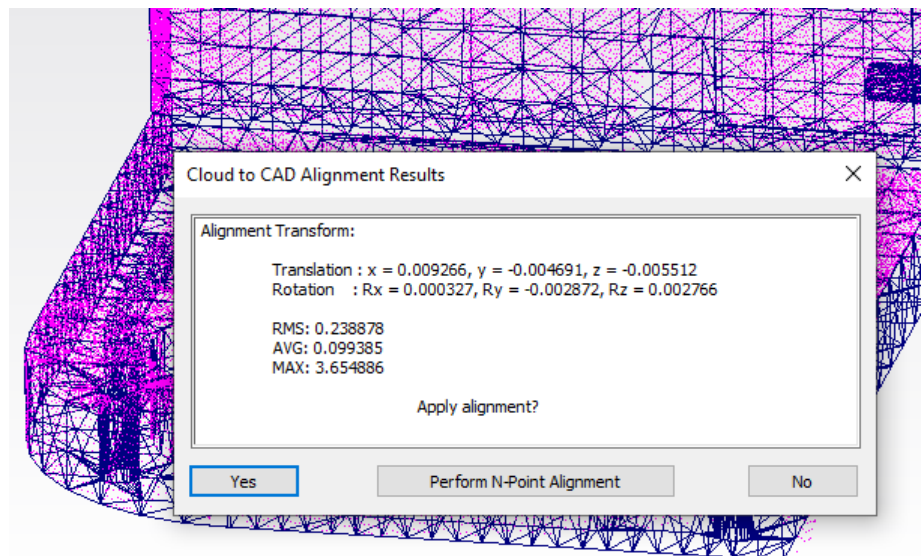 Cloud to CAD Alignment Results
Alignment Transform:
Translation : x = 0.009266, y = -0.004691, z = -0.005512
Rotation : Rx = 0.000327, Ry = -0.002872, Rz = 0.002766
RMS: 0.238878
AVG: 0.099385
MAX: 3.654886
Apply alignment?
Yes
Perform N-Point Alignment
No